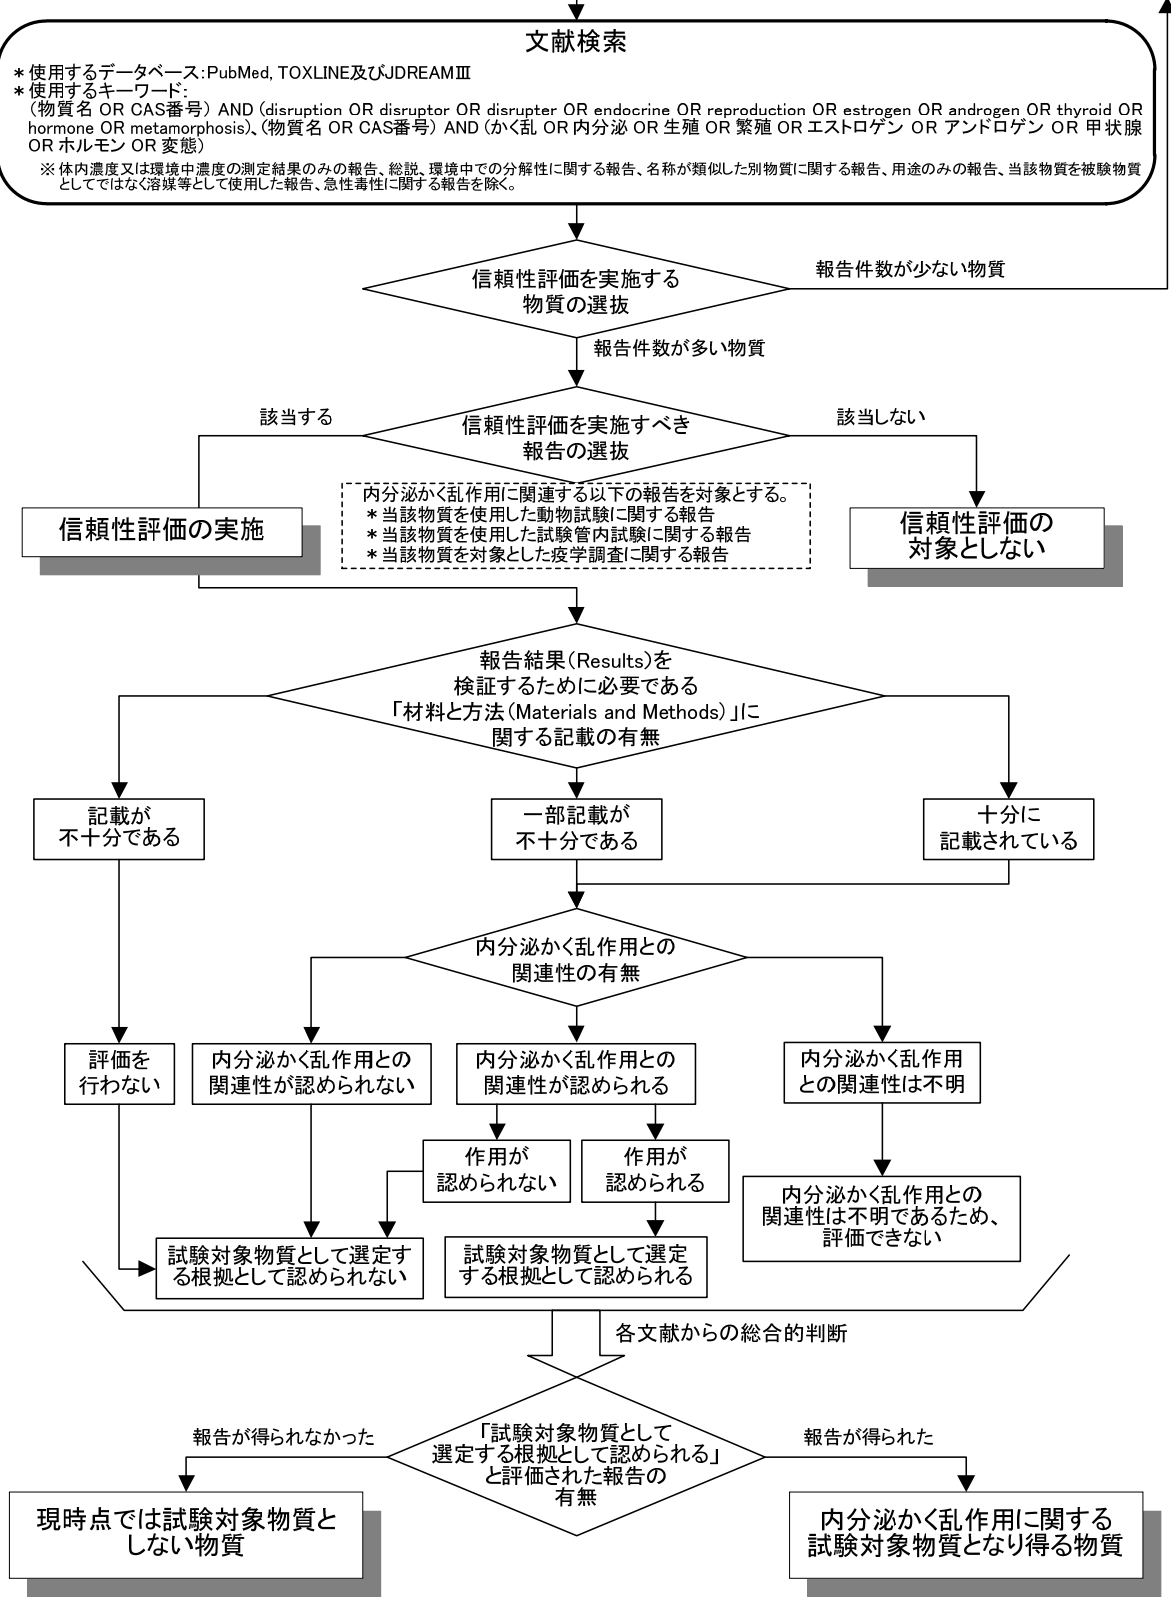 文献検索
＊使用するデータベース：PubMed, TOXLINE及びJDREAMⅢ
＊使用するキーワード：
（物質名 OR CAS番号） AND （disruption OR disruptor OR disrupter OR endocrine OR reproduction OR estrogen OR androgen OR thyroid OR
hormone OR metamorphosis）、（物質名 OR CAS番号） AND （かく乱 OR 内分泌 OR 生殖 OR 繁殖 OR エストロゲン OR アンドロゲン OR 甲状腺
OR ホルモン OR 変態）
※ 体内濃度又は環境中濃度の測定結果のみの報告、総説、環境中での分解性に関する報告、名称が類似した別物質に関する報告、用途のみの報告、当該物質を被験物質
としてではなく溶媒等として使用した報告、急性毒性に関する報告を除く。
信頼性評価を実施する
物質の選抜
報告件数が少ない物質
報告件数が多い物質
該当する
信頼性評価を実施すべき
報告の選抜
該当しない
信頼性評価の実施
内分泌かく乱作用に関連する以下の報告を対象とする。
＊当該物質を使用した動物試験に関する報告
＊当該物質を使用した試験管内試験に関する報告
＊当該物質を対象とした疫学調査に関する報告
信頼性評価の
対象としない
報告結果（Results）を
検証するために必要である
「材料と方法（Materials and Methods）」に
関する記載の有無
記載が
不十分である
一部記載が
不十分である
十分に
記載されている
内分泌かく乱作用との
関連性の有無
評価を
行わない
内分泌かく乱作用との
関連性が認められない
内分泌かく乱作用との
関連性が認められる
内分泌かく乱作用
との関連性は不明
作用が
認められない
作用が
認められる
内分泌かく乱作用との
関連性は不明であるため、
評価できない
試験対象物質として選定す
る根拠として認められない
試験対象物質として選定
する根拠として認められる
各文献からの総合的判断
報告が得られなかった
「試験対象物質として
選定する根拠として認められる」
と評価された報告の
有無
報告が得られた
現時点では試験対象物質と
しない物質
内分泌かく乱作用に関する
試験対象物質となり得る物質